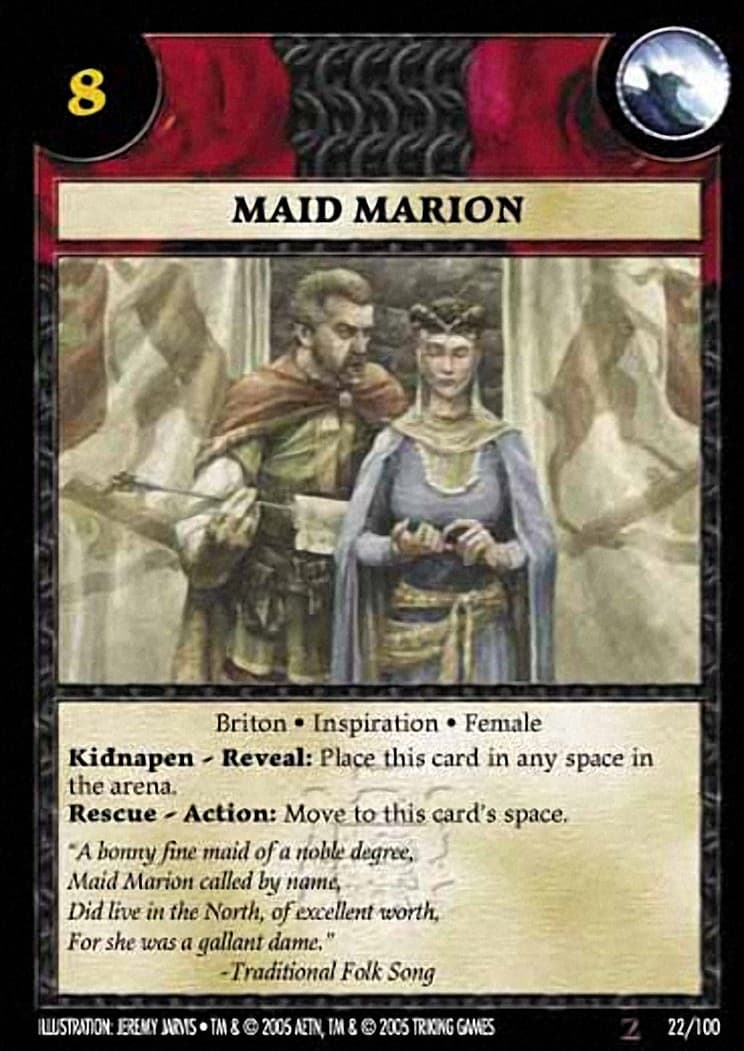 8
MAID MARION
Briton • Inspiration • Female
Kidnapen - Reveal: Place this card in any space in
the arena.
Rescue - Action: Move to this card's space.
"A bonny fine maid of a noble degree,
Maid Marion called by name,
Did live in the North, of excellent worth,
For she was a gallant dame."
-Traditional Folk Song
ILLUSTRATION: JEREMY JARVIS • TM & © 2005 AETN, TM & © 2005 TRIKING GAMES
2 22/100